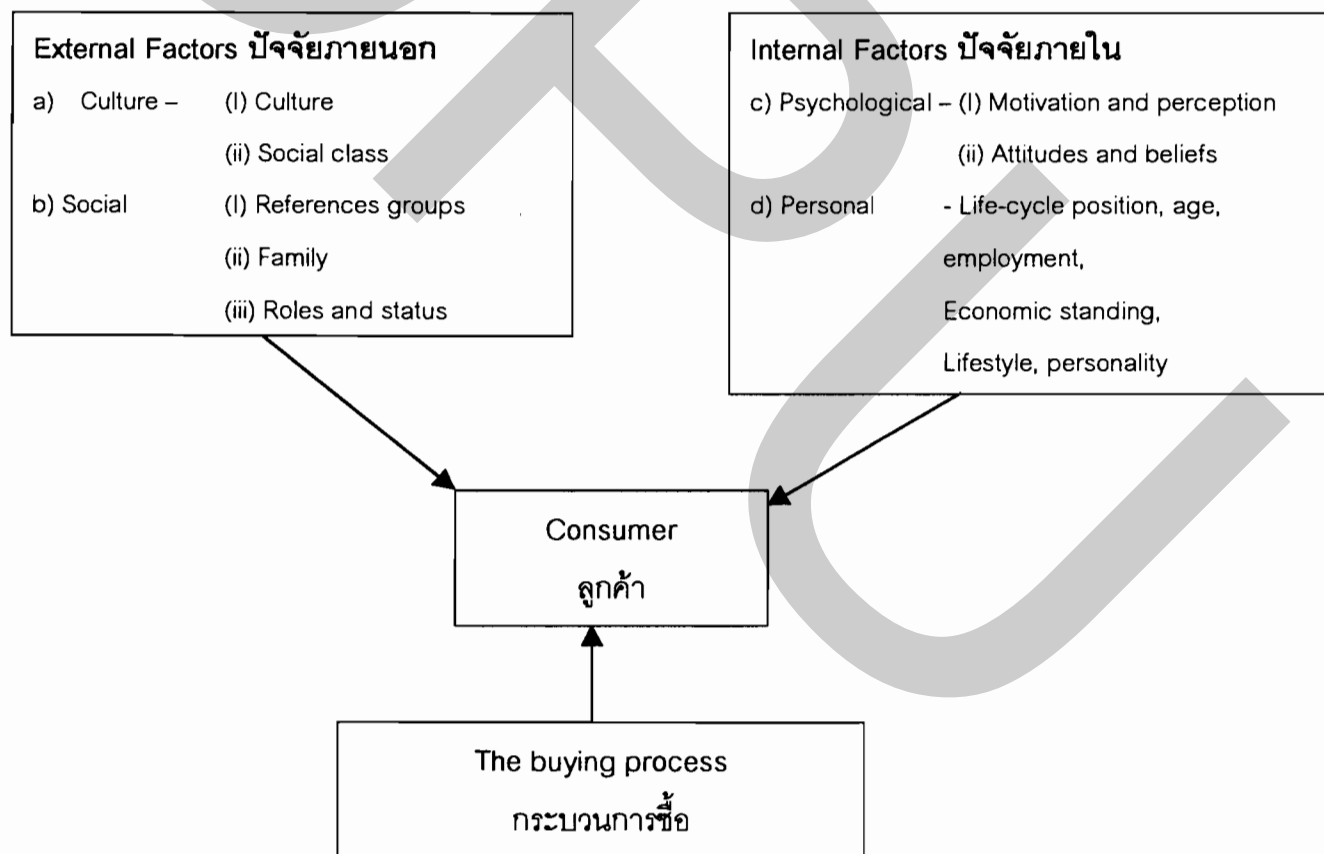 External Factors ปัจจัยภายนอก
a) Culture – (I) Culture
(ii) Social class
b) Social (I) References groups
(ii) Family
(iii) Roles and status
Internal Factors ปัจจัยภายใน
c) Psychological – (I) Motivation and perception
(ii) Attitudes and beliefs
d) Personal - Life-cycle position, age,
employment,
Economic standing,
Lifestyle, personality
Consumer
ลูกค้า
The buying process
กระบวนการซื้อ